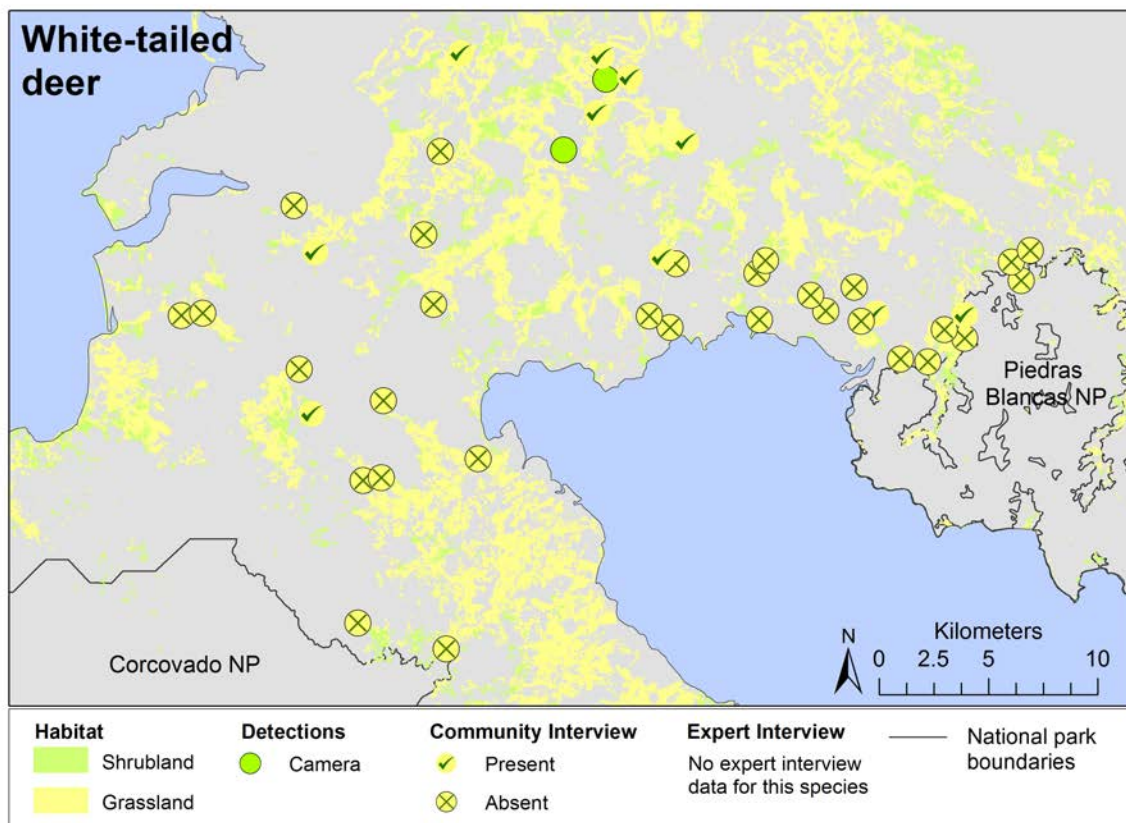 White-tailed
deer
Piedras
Blancas NP
Corcovado NP
N
Kilometers
0 2.5 5 10
Habitat
Shrubland
Grassland
Detections
Camera
Community Interview
Present
Absent
Expert Interview
No expert interview
data for this species
National park
boundaries